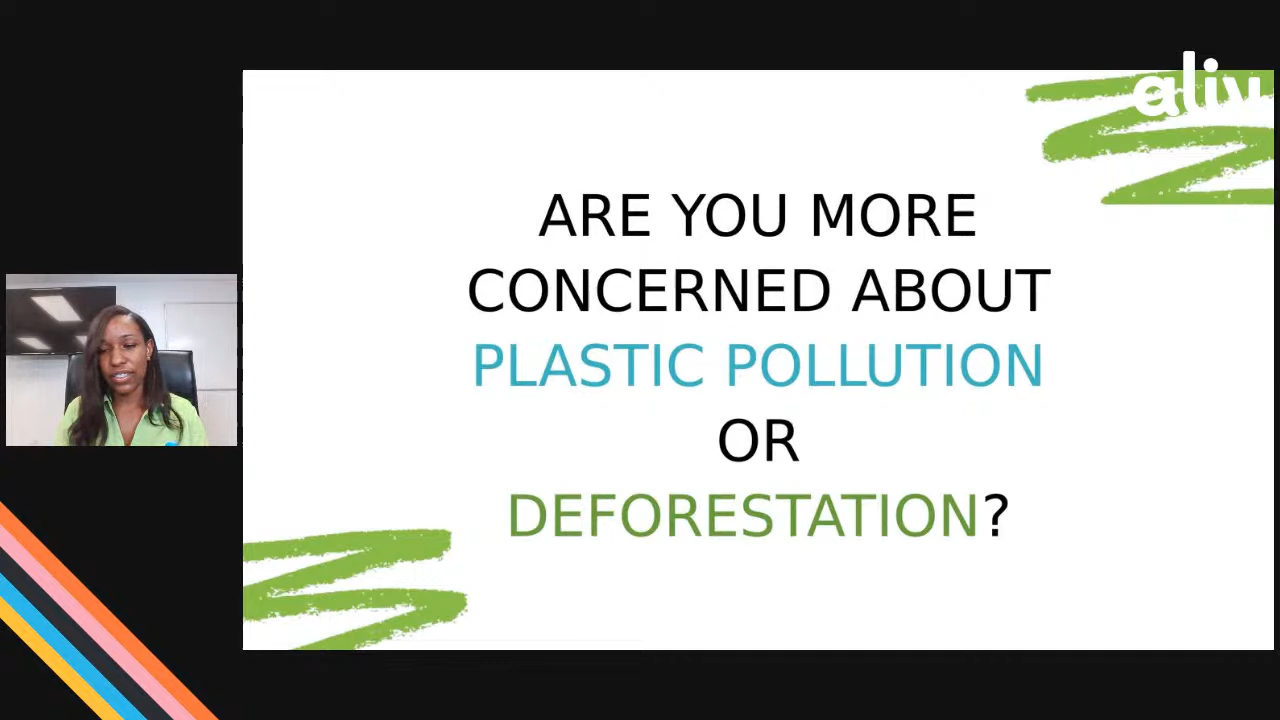 aliv
ARE YOU MORE
CONCERNED ABOUT
PLASTIC POLLUTION
OR
DEFORESTATION?